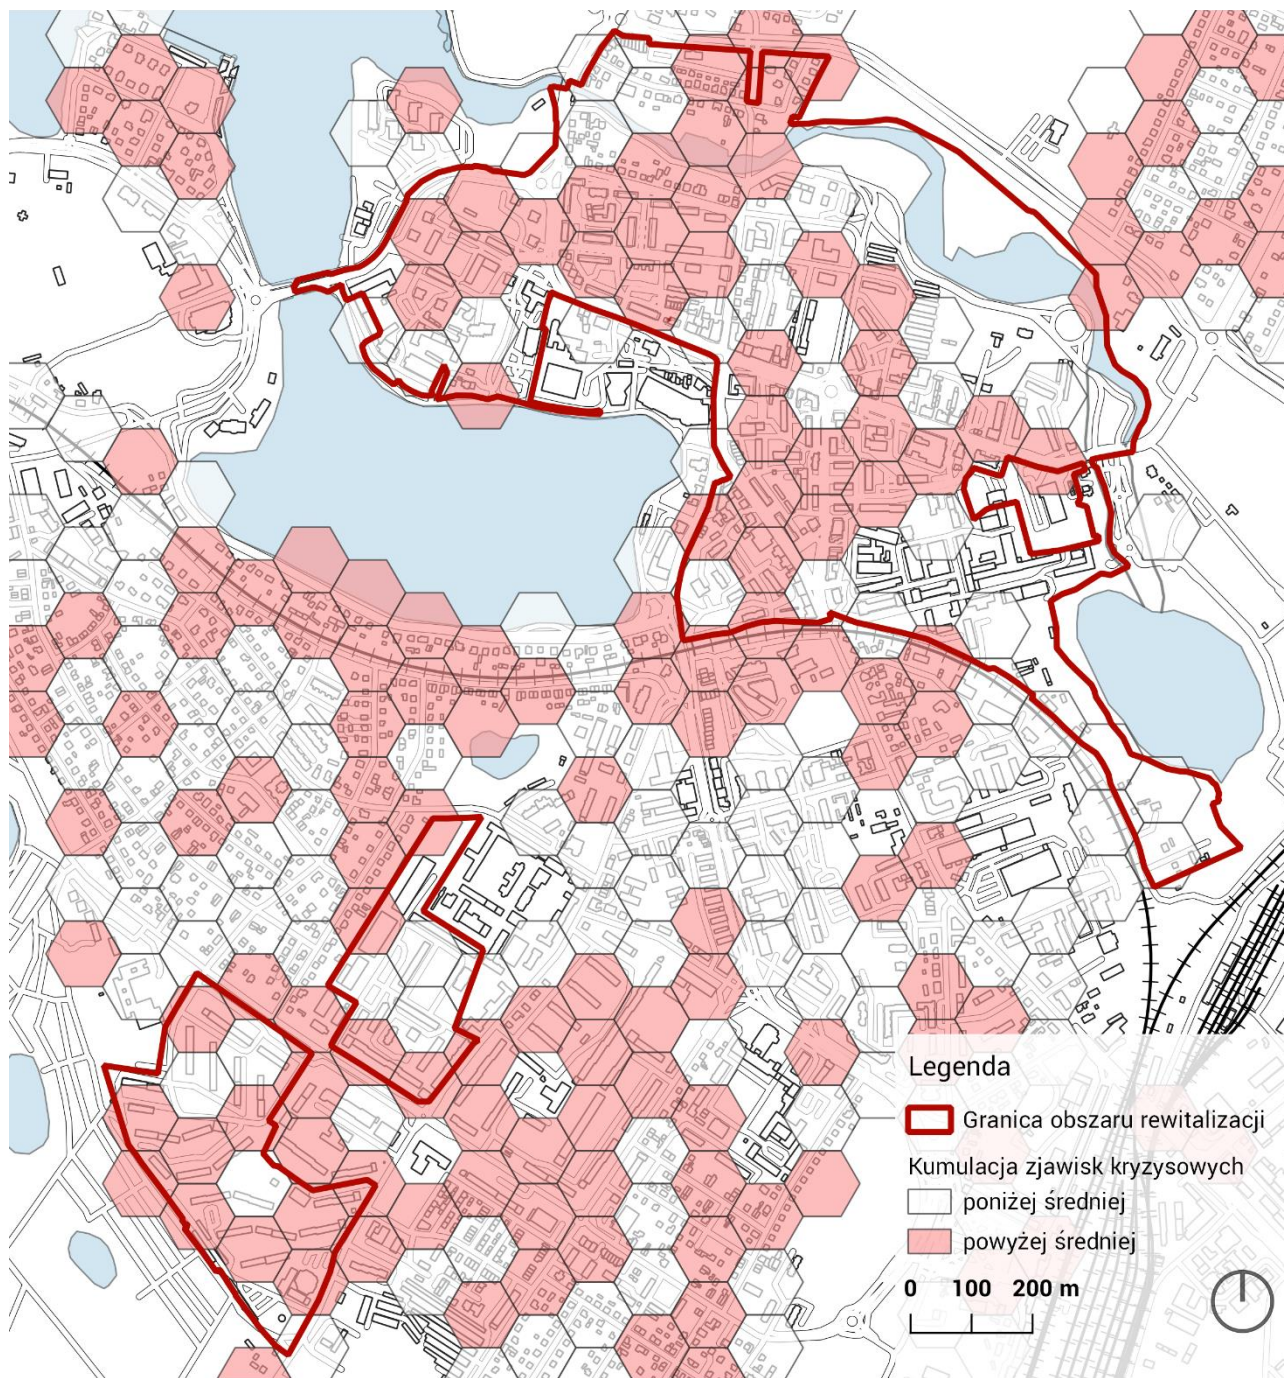 Legenda
Granica obszaru rewitalizacji
Kumulacja zjawisk kryzysowych
poniżej średniej
powyżej średniej
0 100 200 m